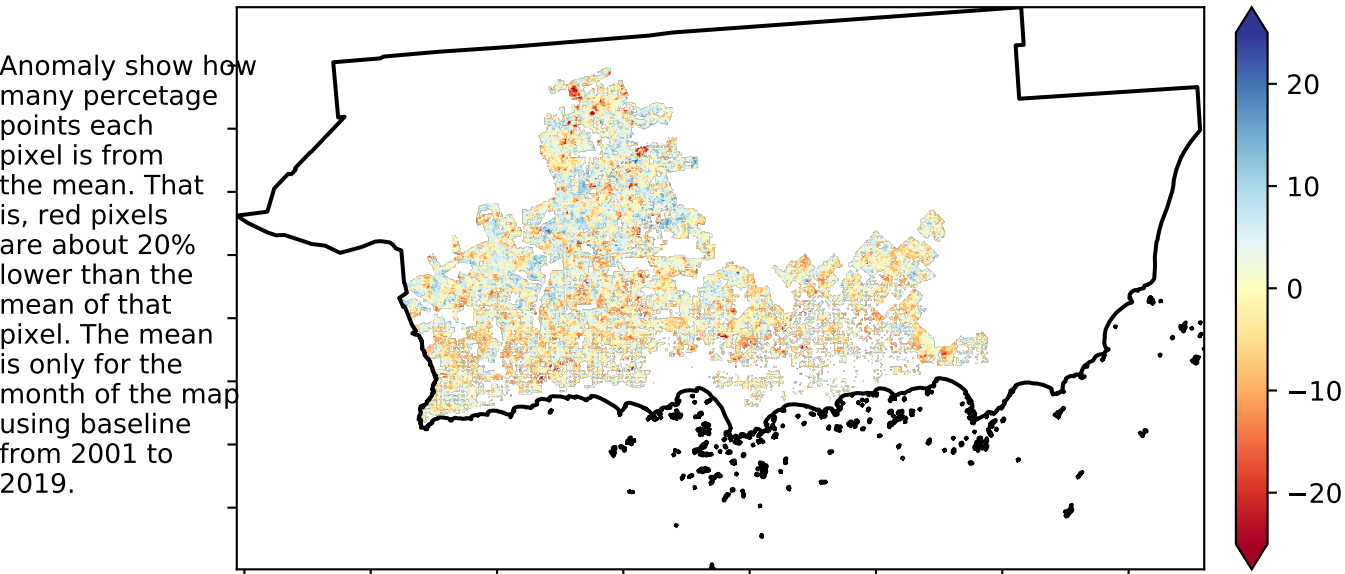 Anomaly show how
many percetage
points each
pixel is from
the mean. That
is, red pixels
are about 20%
lower than the
mean of that
pixel. The mean
is only for the
month of the map
using baseline
from 2001 to
2019.
20
10
0
−10
−20